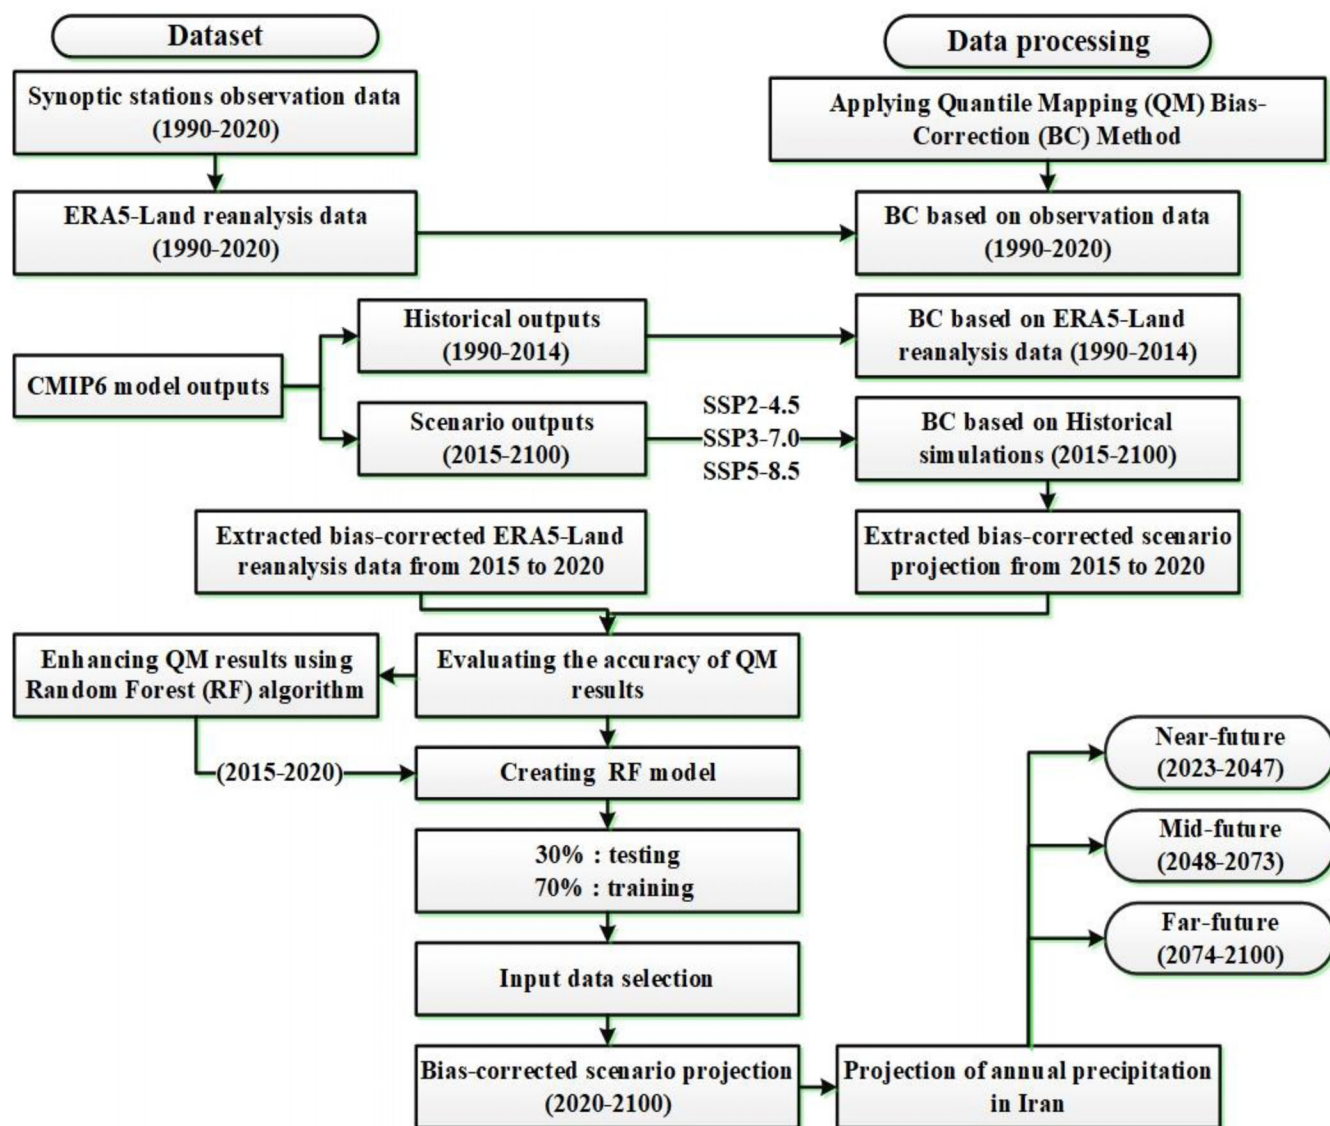 Dataset
Data processing
Synoptic stations observation data
(1990-2020)
Applying Quantile Mapping (QM) Bias-
Correction (BC) Method
ERA5-Land reanalysis data
(1990-2020)
BC based on observation data
(1990-2020)
CMIP6 model outputs
Historical outputs
(1990-2014)
BC based on ERA5-Land
reanalysis data (1990-2014)
Scenario outputs
(2015-2100)
SSP2-4.5
SSP3-7.0
SSP5-8.5
BC based on Historical
simulations (2015-2100)
Extracted bias-corrected ERA5-Land
reanalysis data from 2015 to 2020
Extracted bias-corrected scenario
projection from 2015 to 2020
Enhancing QM results using
Random Forest (RF) algorithm
Evaluating the accuracy of QM
results
(2015-2020)
Creating RF model
30% : testing
70% : training
Input data selection
Bias-corrected scenario projection
(2020-2100)
Projection of annual precipitation
in Iran
Near-future
(2023-2047)
Mid-future
(2048-2073)
Far-future
(2074-2100)